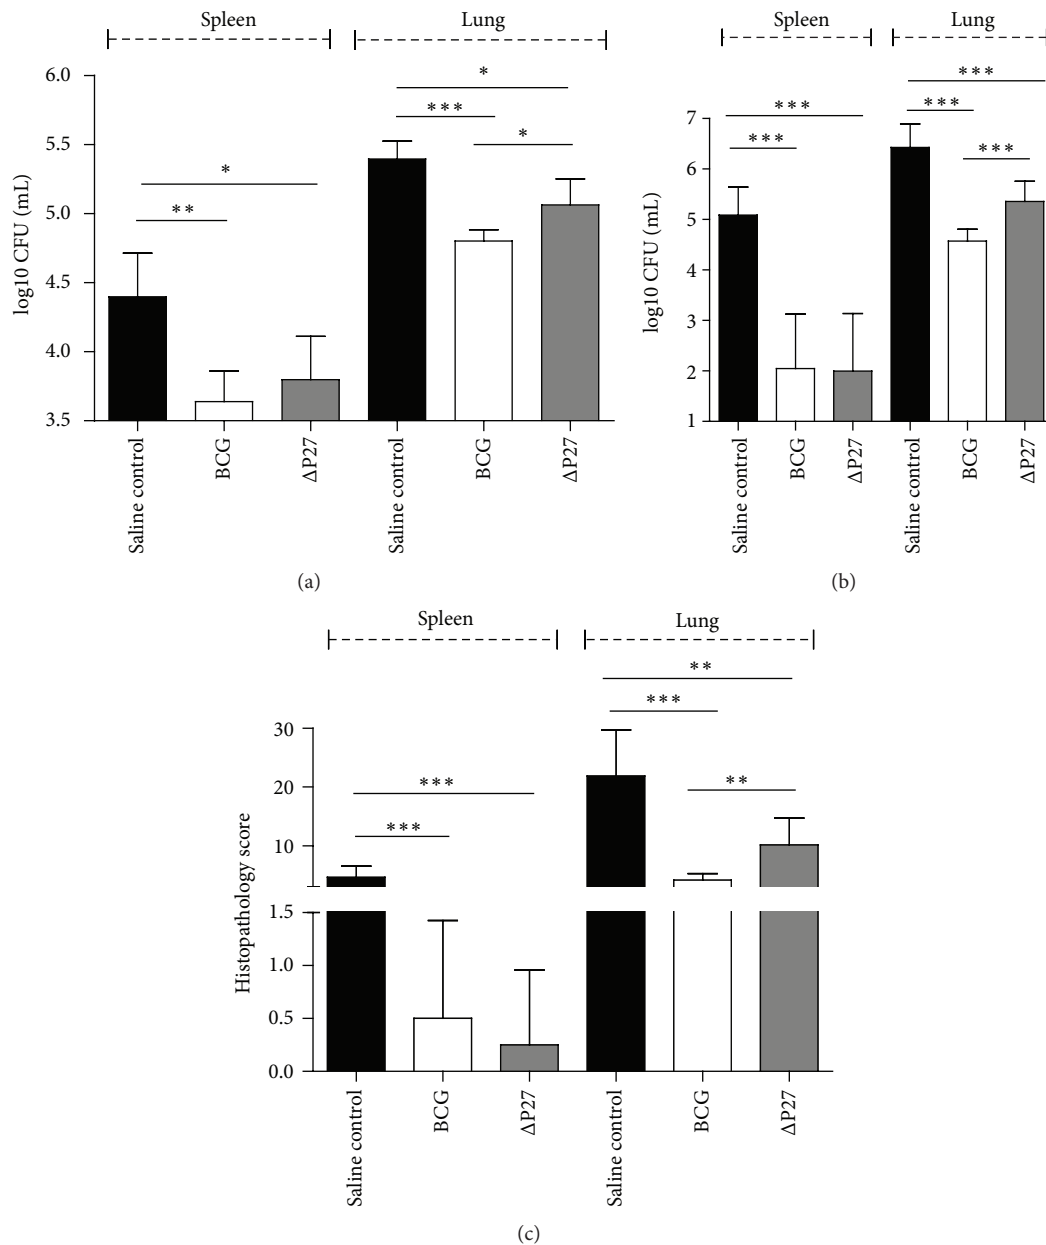 Spleen Lung
6.0
5.5
5.0
4.5
4.0
3.5
log10 CFU (mL)
*
**
*
***
*
Saline control
BCG
ΔP27
Saline control
BCG
ΔP27
(a)
Spleen Lung
7
6
5
4
3
2
1
log10 CFU (mL)
***
***
***
***
***
Saline control
BCG
ΔP27
Saline control
BCG
ΔP27
(b)
Spleen Lung
30
20
10
1.5
1.0
0.5
0.0
Histopathology score
***
***
**
***
**
Saline control
BCG
ΔP27
Saline control
BCG
ΔP27
(c)